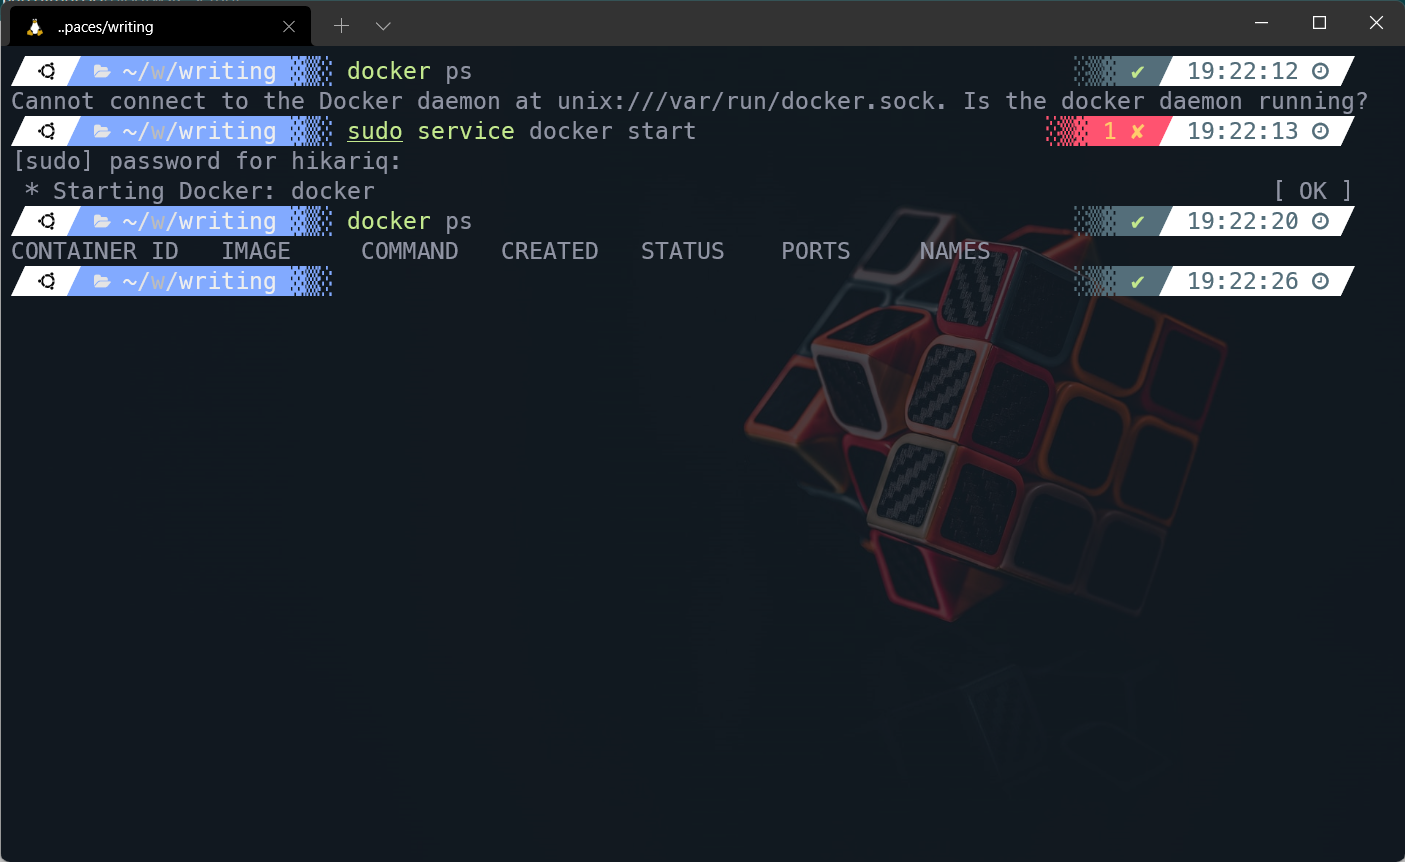 ..paces/writing
~/w/writing docker ps ✔ 19:22:12
Cannot connect to the Docker daemon at unix:///var/run/docker.sock. Is the docker daemon running?
~/w/writing sudo service docker start 1 ✘ 19:22:13
[sudo] password for hikariq:
* Starting Docker: docker [ OK ]
~/w/writing docker ps ✔ 19:22:20
CONTAINER ID IMAGE COMMAND CREATED STATUS PORTS NAMES
~/w/writing ✔ 19:22:26